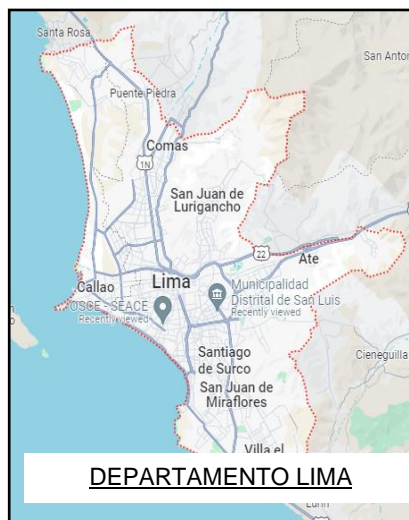 Santa Rosa
San Anton
Puente Piedra
Comas
1N
San Juan de
Lurigancho
22
Ate
Callao
Lima
Municipalidad
Distrital de San Luis
Recently viewed
OSCE - SEACE
Recently viewed
Cieneguilla
Santiago
de Surco
San Juan de
Miraflores
Villa el
DEPARTAMENTO LIMA
Lurin